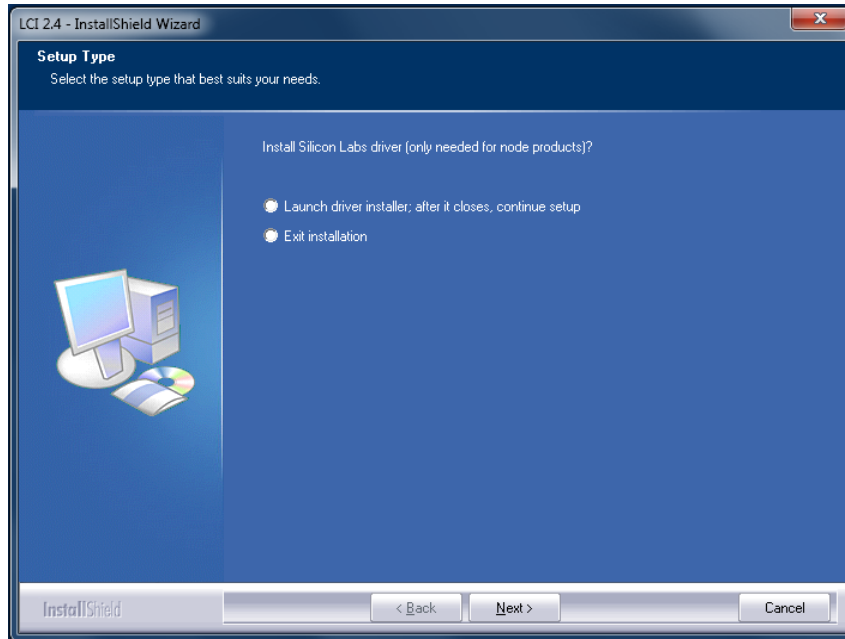 LCI 2.4 - InstallShield Wizard
Setup Type
Select the setup type that best suits your needs.
Install Silicon Labs driver (only needed for node products)?
Launch driver installer; after it closes, continue setup
Exit installation
InstallShield
< Back
Next >
Cancel